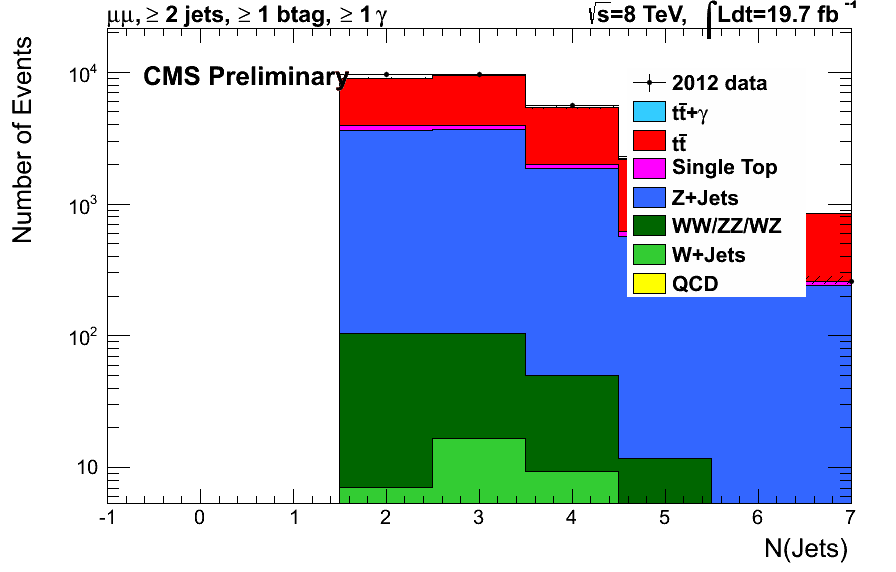 μμ, ≥ 2 jets, ≥ 1 btag, ≥ 1 γ
√s=8 TeV, ∫Ldt=19.7 fb⁻¹
Number of Events
CMS Preliminary
2012 data
tt̄+γ
tt̄
Single Top
Z+Jets
WW/ZZ/WZ
W+Jets
QCD
10⁴
10³
10²
10
-1 0 1 2 3 4 5 6 7
N(Jets)